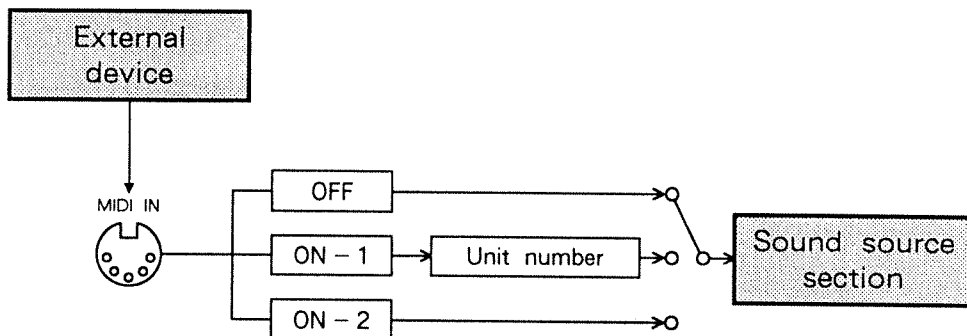 External
device
MIDI IN
OFF
ON – 1
Unit number
ON – 2
Sound source
section